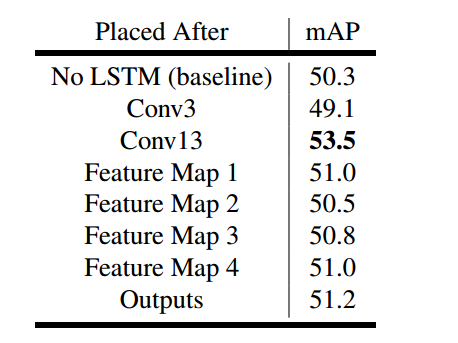 Placed After mAP
No LSTM (baseline) 50.3
Conv3 49.1
Conv13 53.5
Feature Map 1 51.0
Feature Map 2 50.5
Feature Map 3 50.8
Feature Map 4 51.0
Outputs 51.2